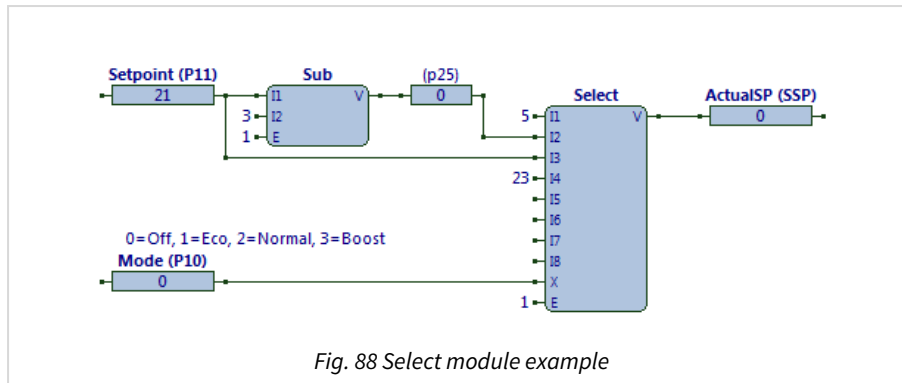 Setpoint (P11)
21
Sub
I1
V
3
I2
1
E
(p25)
0
Select
5
I1
V
I2
I3
23
I4
I5
I6
I7
I8
X
1
E
ActualSP (SSP)
0
0=Off, 1=Eco, 2=Normal, 3=Boost
Mode (P10)
0
Fig. 88 Select module example